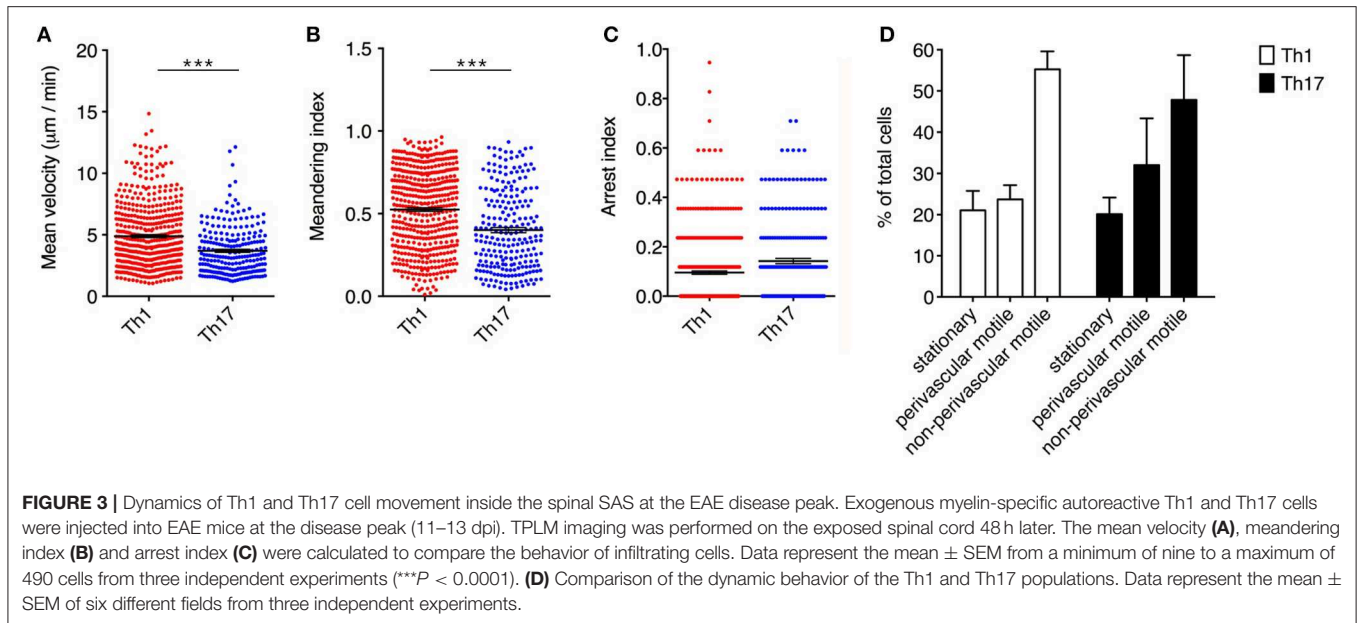 A
Mean velocity (μm / min)
20
15
10
5
0
***
Th1
Th17
B
Meandering index
1.5
1.0
0.5
0.0
***
Th1
Th17
C
Arrest index
1.0
0.8
0.6
0.4
0.2
0.0
Th1
Th17
D
% of total cells
60
50
40
30
20
10
0
stationary
perivascular motile
non-perivascular motile
stationary
perivascular motile
non-perivascular motile
Th1
Th17
FIGURE 3 | Dynamics of Th1 and Th17 cell movement inside the spinal SAS at the EAE disease peak. Exogenous myelin-specific autoreactive Th1 and Th17 cells
were injected into EAE mice at the disease peak (11–13 dpi). TPLM imaging was performed on the exposed spinal cord 48 h later. The mean velocity (A), meandering
index (B) and arrest index (C) were calculated to compare the behavior of infiltrating cells. Data represent the mean ± SEM from a minimum of nine to a maximum of
490 cells from three independent experiments (***P < 0.0001). (D) Comparison of the dynamic behavior of the Th1 and Th17 populations. Data represent the mean ±
SEM of six different fields from three independent experiments.